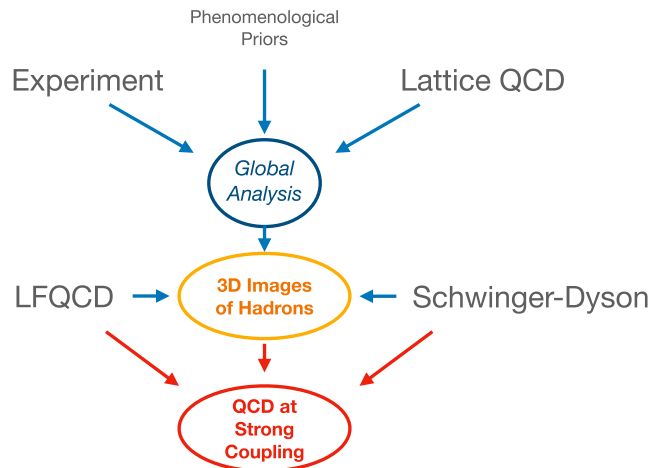 Phenomenological
Priors
Experiment
Lattice QCD
Global
Analysis
LFQCD
3D Images
of Hadrons
Schwinger-Dyson
QCD at
Strong
Coupling